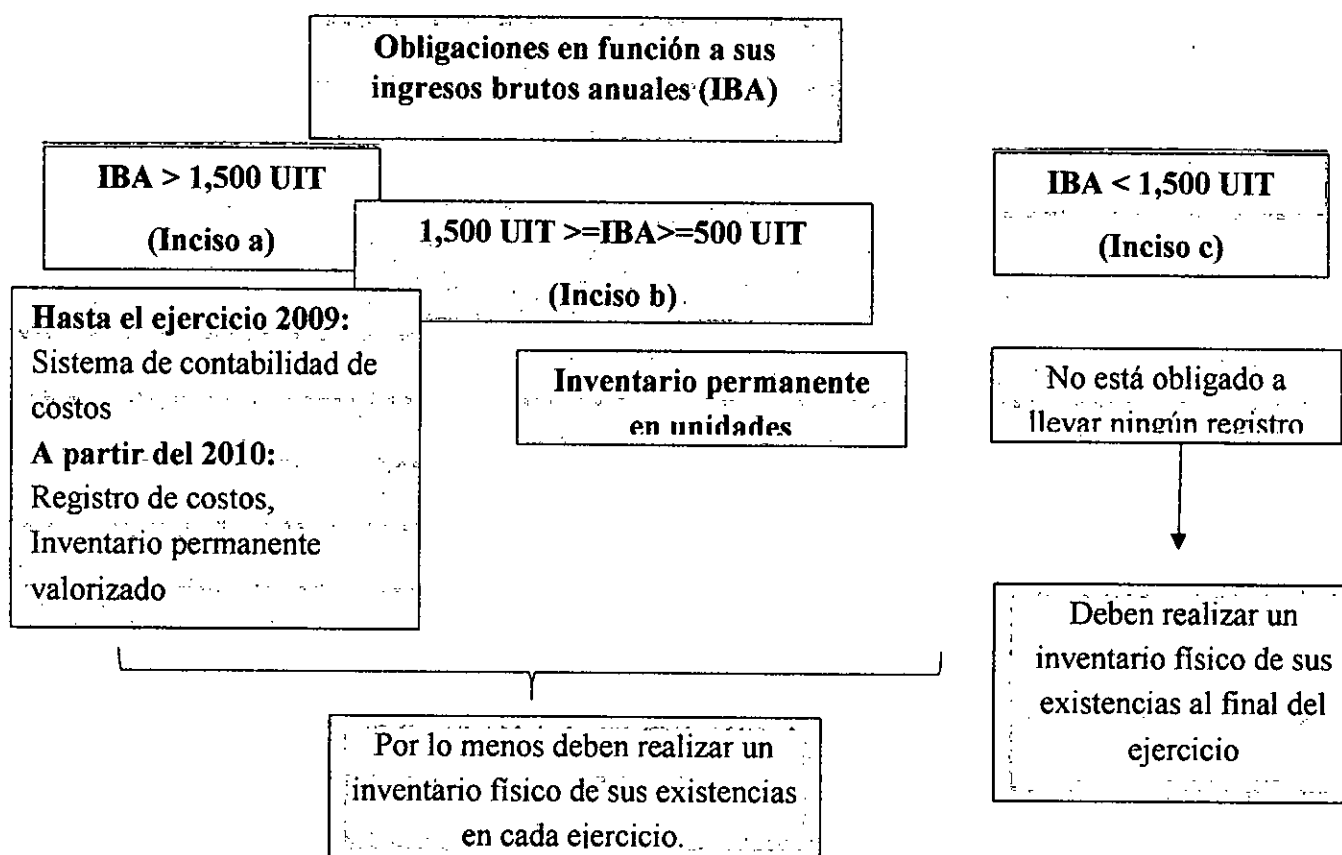 Obligaciones en función a sus
ingresos brutos anuales (IBA)
IBA > 1,500 UIT
(Inciso a)
1,500 UIT >=IBA>=500 UIT
(Inciso b)
IBA < 1,500 UIT
(Inciso c)
Hasta el ejercicio 2009:
Sistema de contabilidad de
costos
A partir del 2010:
Registro de costos,
Inventario permanente
valorizado
Inventario permanente
en unidades
No está obligado a
llevar ningún registro
Deben realizar un
inventario físico de sus
existencias al final del
ejercicio
Por lo menos deben realizar un
inventario físico de sus existencias
en cada ejercicio.